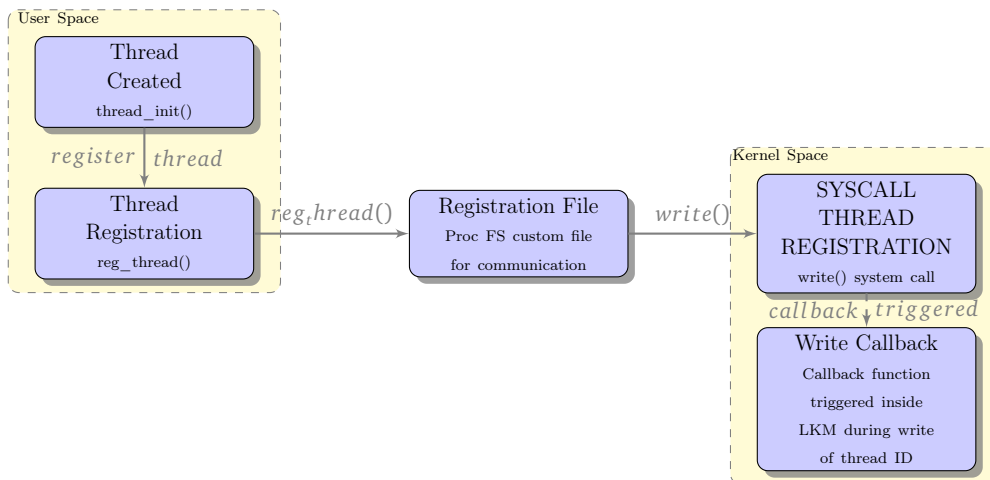 User Space
Thread
Created
thread_init()
register thread
Thread
Registration
reg_thread()
reg_thread()
Registration File
Proc FS custom file
for communication
write()
Kernel Space
SYSCALL
THREAD
REGISTRATION
write() system call
callback triggered
Write Callback
Callback function
triggered inside
LKM during write
of thread ID